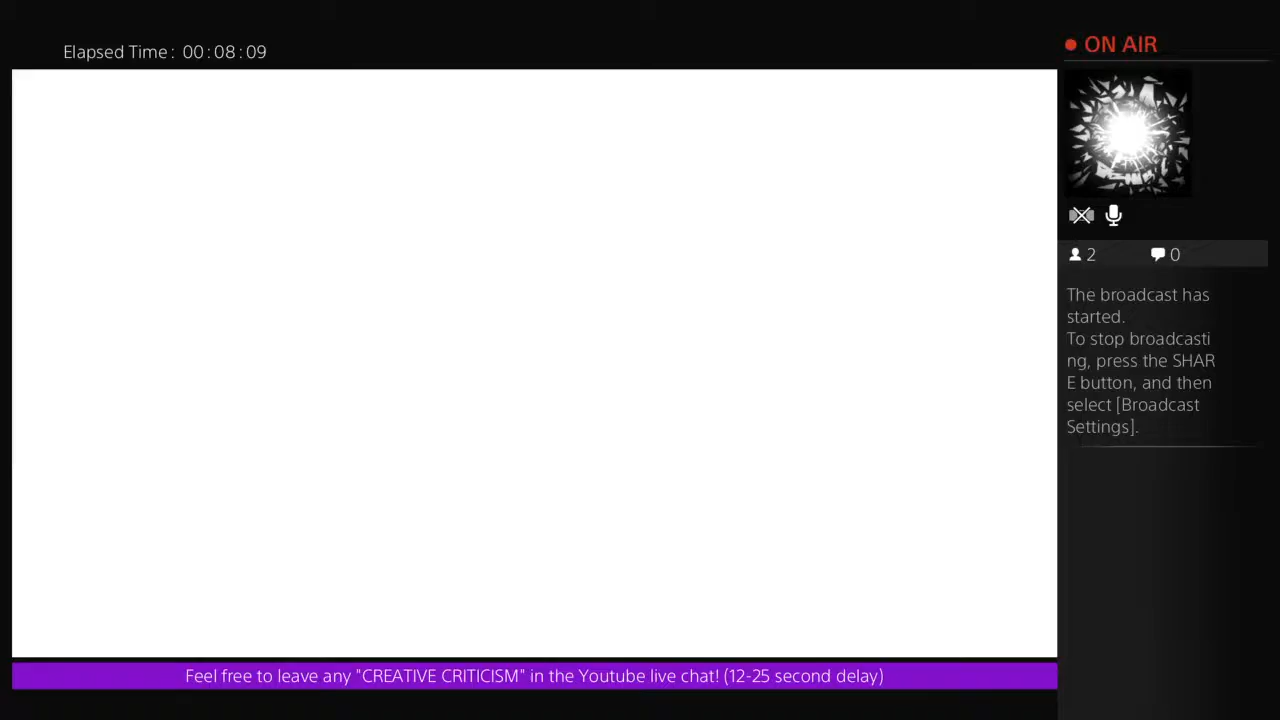 Elapsed Time: 00:08:09
ON AIR
2
0
The broadcast has
started.
To stop broadcasti
ng, press the SHAR
E button, and then
select [Broadcast
Settings].
Feel free to leave any "CREATIVE CRITICISM" in the Youtube live chat! (12-25 second delay)